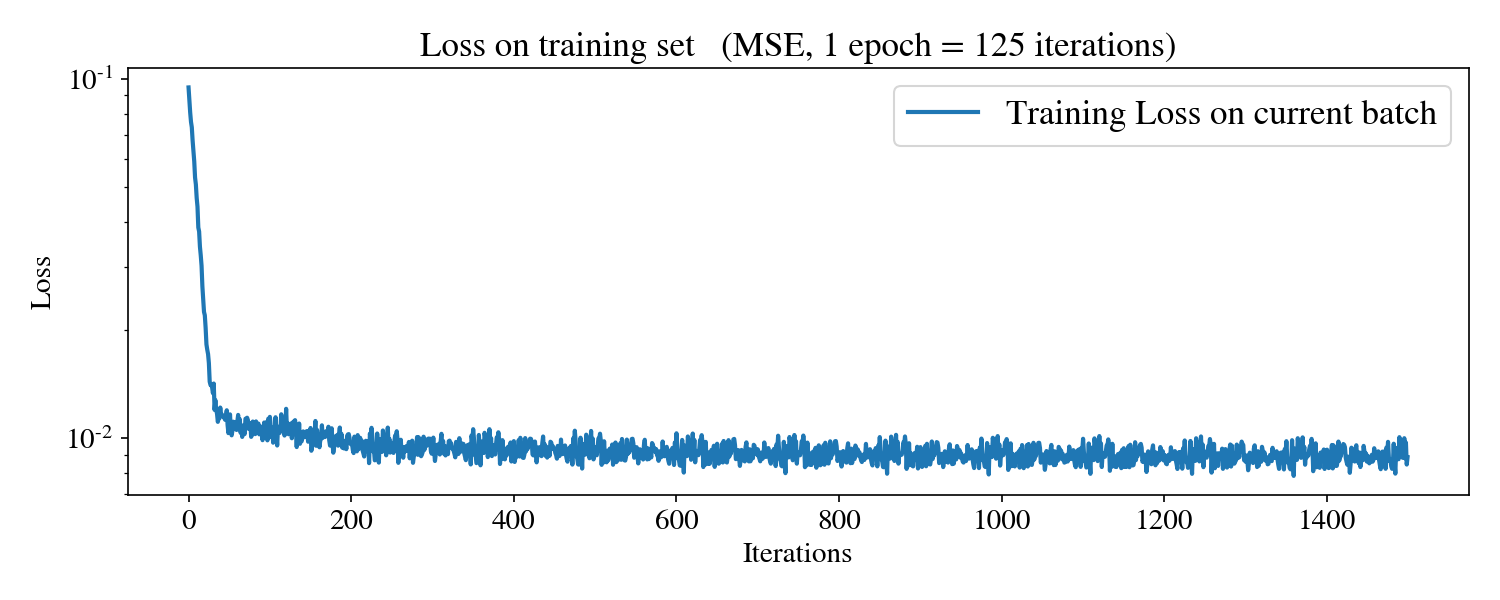 Loss on training set (MSE, 1 epoch = 125 iterations)
10-1
Training Loss on current batch
Loss
10-2
0 200 400 600 800 1000 1200 1400
Iterations